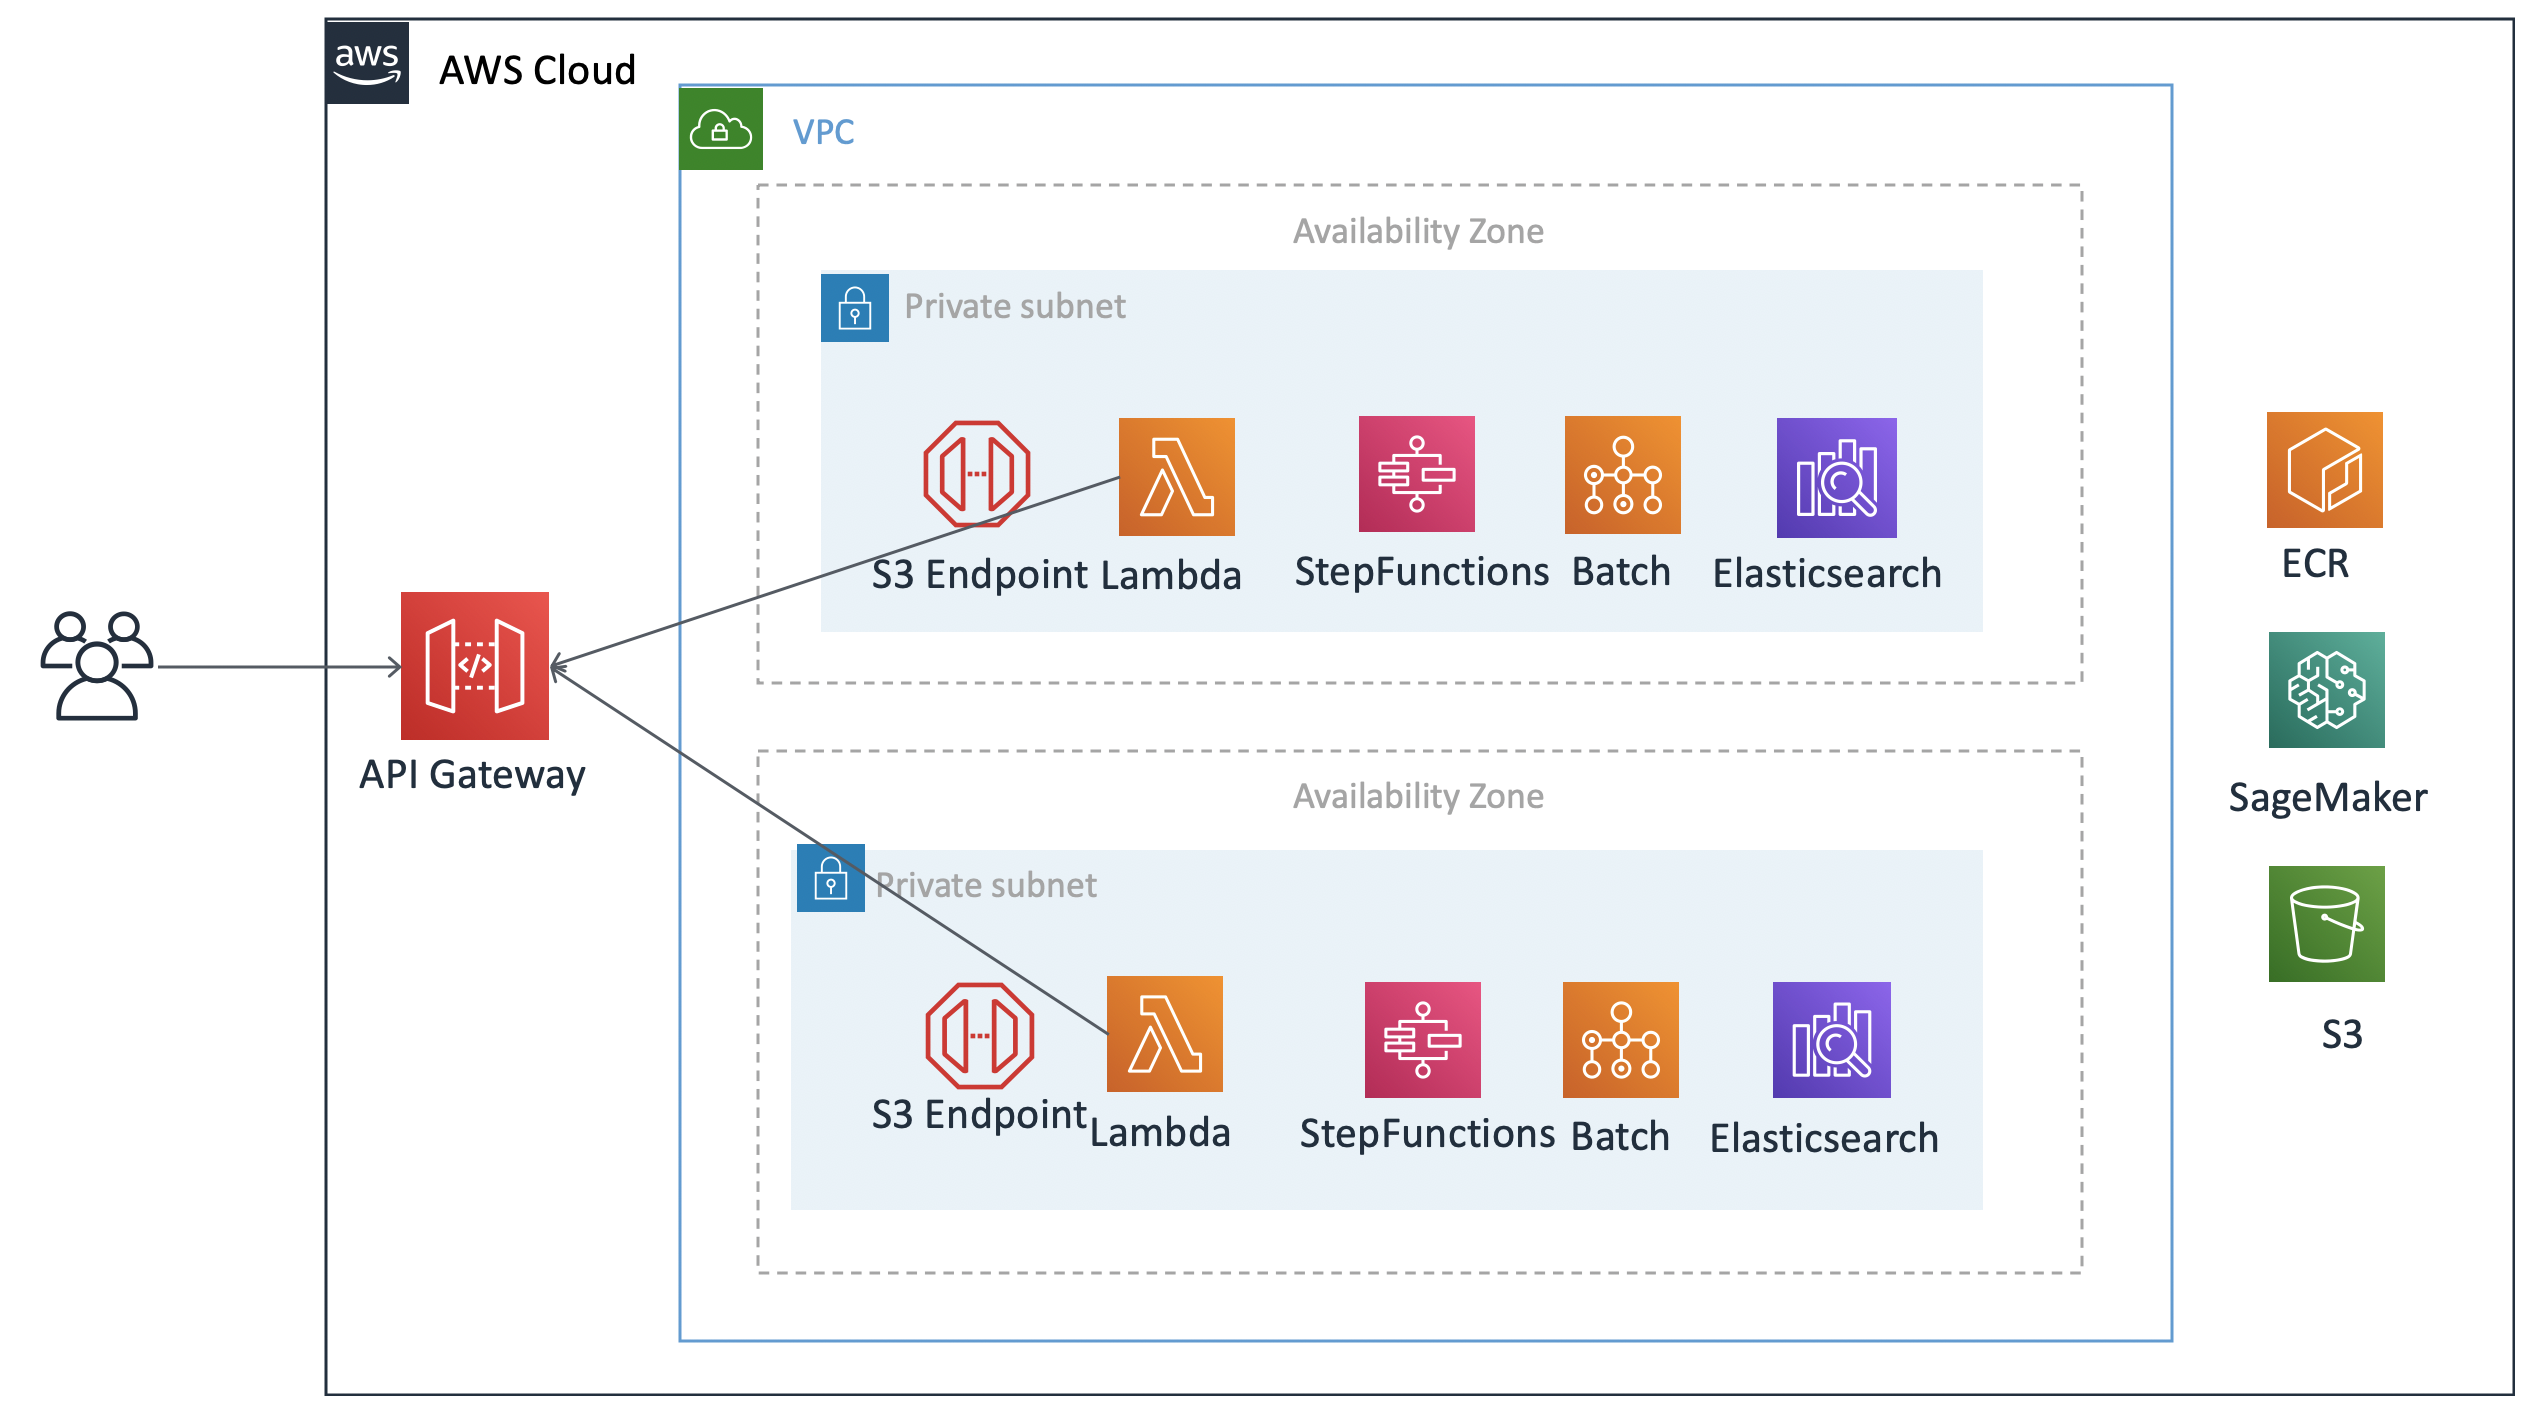 aws
AWS Cloud
VPC
Availability Zone
Private subnet
S3 Endpoint
Lambda
StepFunctions
Batch
Elasticsearch
API Gateway
</>
Availability Zone
Private subnet
S3 Endpoint
Lambda
StepFunctions
Batch
Elasticsearch
ECR
SageMaker
S3